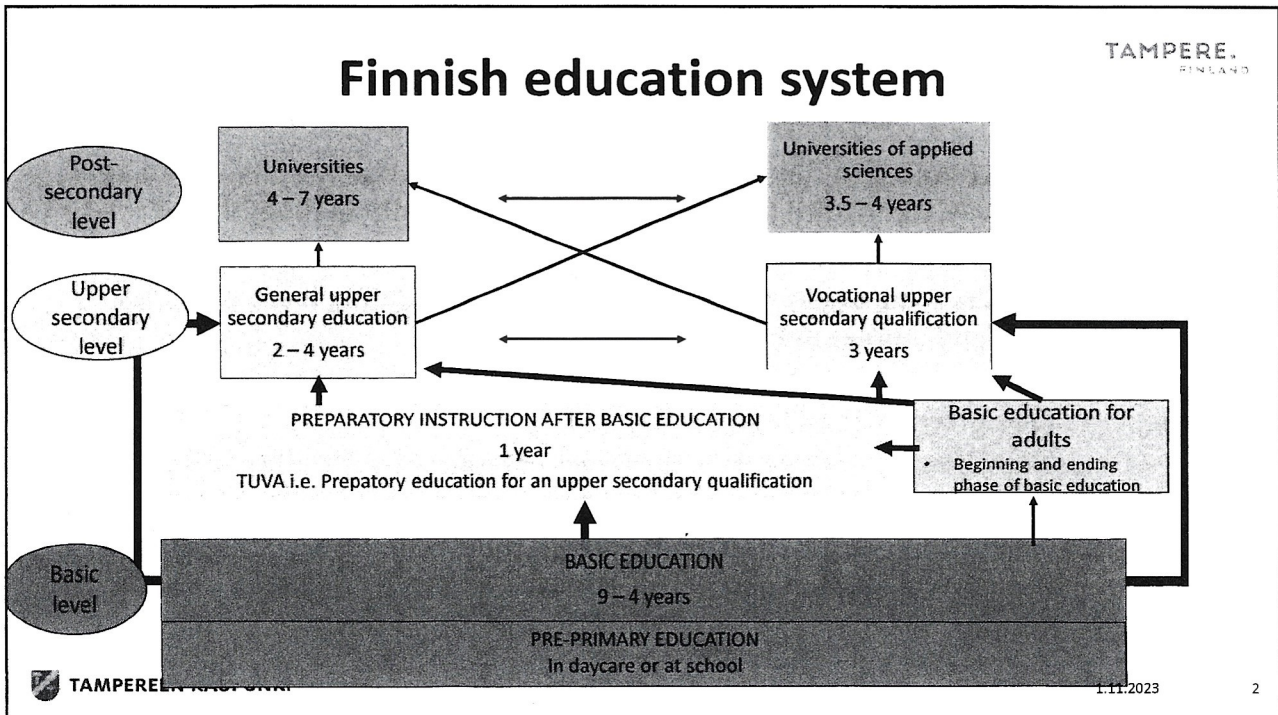 TAMPERE.
FINLAND
Finnish education system
Post-
secondary
level
Universities
4 – 7 years
Universities of applied
sciences
3.5 – 4 years
Upper
secondary
level
General upper
secondary education
2 – 4 years
Vocational upper
secondary qualification
3 years
PREPARATORY INSTRUCTION AFTER BASIC EDUCATION
1 year
TUVA i.e. Prepatory education for an upper secondary qualification
Basic education for
adults
• Beginning and ending
phase of basic education
Basic
level
BASIC EDUCATION
9 – 4 years
PRE-PRIMARY EDUCATION
In daycare or at school
TAMPEREEN KAUPUNKI
1.11.2023
2